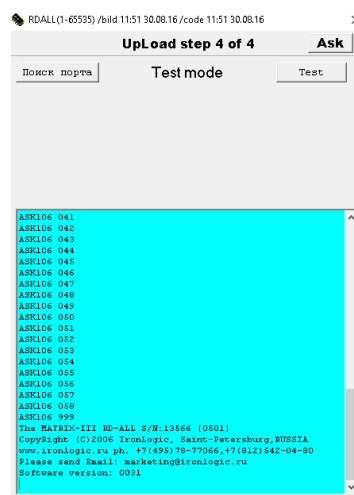 RDALL(1-65535) /bild 11:51 30.08.16 /code 11:51 30.08.16
UpLoad step 4 of 4
Ask
Поиск порта
Test mode
Test
ASK106 041
ASK106 042
ASK106 043
ASK106 044
ASK106 045
ASK106 046
ASK106 047
ASK106 048
ASK106 049
ASK106 050
ASK106 051
ASK106 052
ASK106 053
ASK106 054
ASK106 055
ASK106 056
ASK106 057
ASK106 058
ASK106 999
The MATRIX-III RD-ALL S/N:13566 [0501]
CopyRight (C)2006 IronLogic, Saint-Petersburg,RUSSIA
www.ironlogic.ru ph. +7(495)78-77066,+7(812)542-04-80
Please send Email: marketing@ironlogic.ru
Software version: 0031